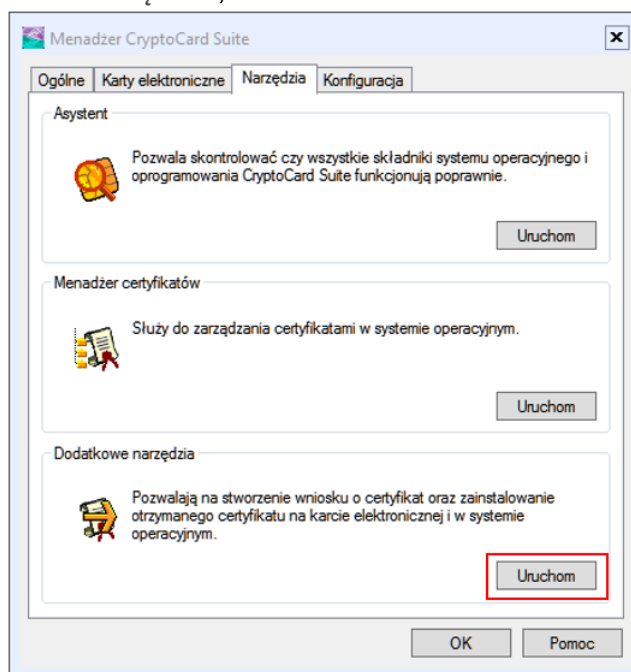 Menadżer CryptoCard Suite
Ogólne Karty elektroniczne Narzędzia Konfiguracja
Asystent
Pozwala skontrolować czy wszystkie składniki systemu operacyjnego i
oprogramowania CryptoCard Suite funkcjonują poprawnie.
Uruchom
Menadżer certyfikatów
Służy do zarządzania certyfikatami w systemie operacyjnym.
Uruchom
Dodatkowe narzędzia
Pozwalają na stworzenie wniosku o certyfikat oraz zainstalowanie
otrzymanego certyfikatu na karcie elektronicznej i w systemie
operacyjnym.
Uruchom
OK Pomoc